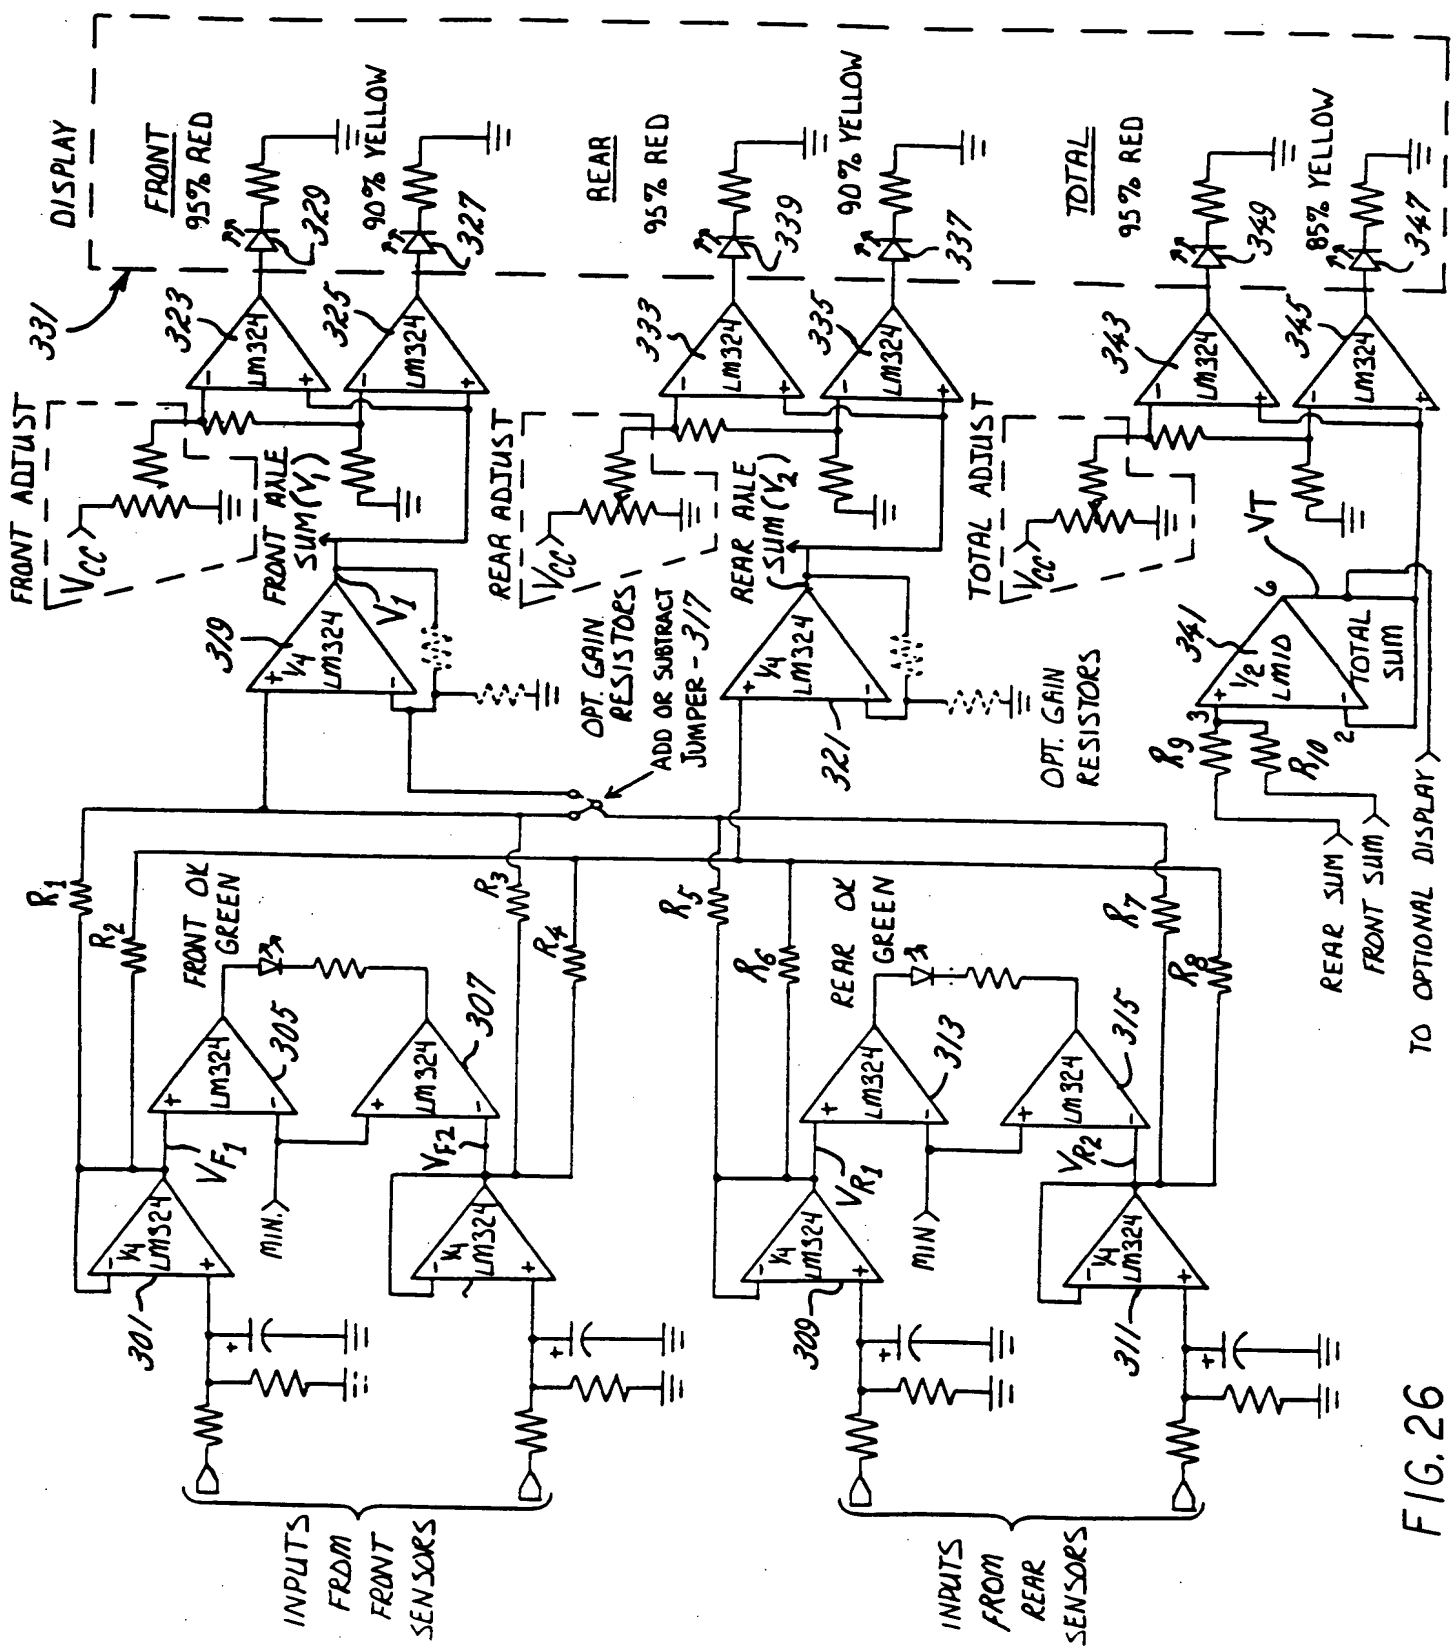 DISPLAY
331
FRONT ADJUST
VCC
323
LM324
-
+
FRONT
95% RED
329
325
LM324
-
+
90% YELLOW
327
FRONT AXLE
SUM (V1)
319
1/4
LM324
+
-
V1
OPT. GAIN
RESISTORS
ADD OR SUBTRACT
JUMPER - 317
REAR ADJUST
VCC
333
LM324
-
+
REAR
95% RED
339
335
LM324
-
+
90% YELLOW
337
REAR AXLE
SUM (V2)
1/4
LM324
+
-
321
OPT. GAIN
RESISTORS
TOTAL ADJUST
VCC
343
LM324
-
+
TOTAL
95% RED
349
345
LM324
-
+
85% YELLOW
347
VT
341
1/2
LM1D
TOTAL
SUM
+
-
3
2
6
R9
R10
REAR SUM
FRONT SUM
TO OPTIONAL DISPLAY
R1
R2
FRONT OK
GREEN
R3
R4
305
LM324
+
-
307
LM324
+
-
VF1
VF2
MIN.
301
1/4
LM324
-
+
1/4
LM324
-
+
INPUTS
FROM
FRONT
SENSORS
+
+
R5
R6
REAR OK
GREEN
R7
R8
313
LM324
+
-
315
LM324
+
-
VR1
VR2
MIN
309
1/4
LM324
-
+
311
1/4
LM324
-
+
INPUTS
FROM
REAR
SENSORS
+
+
FIG. 26